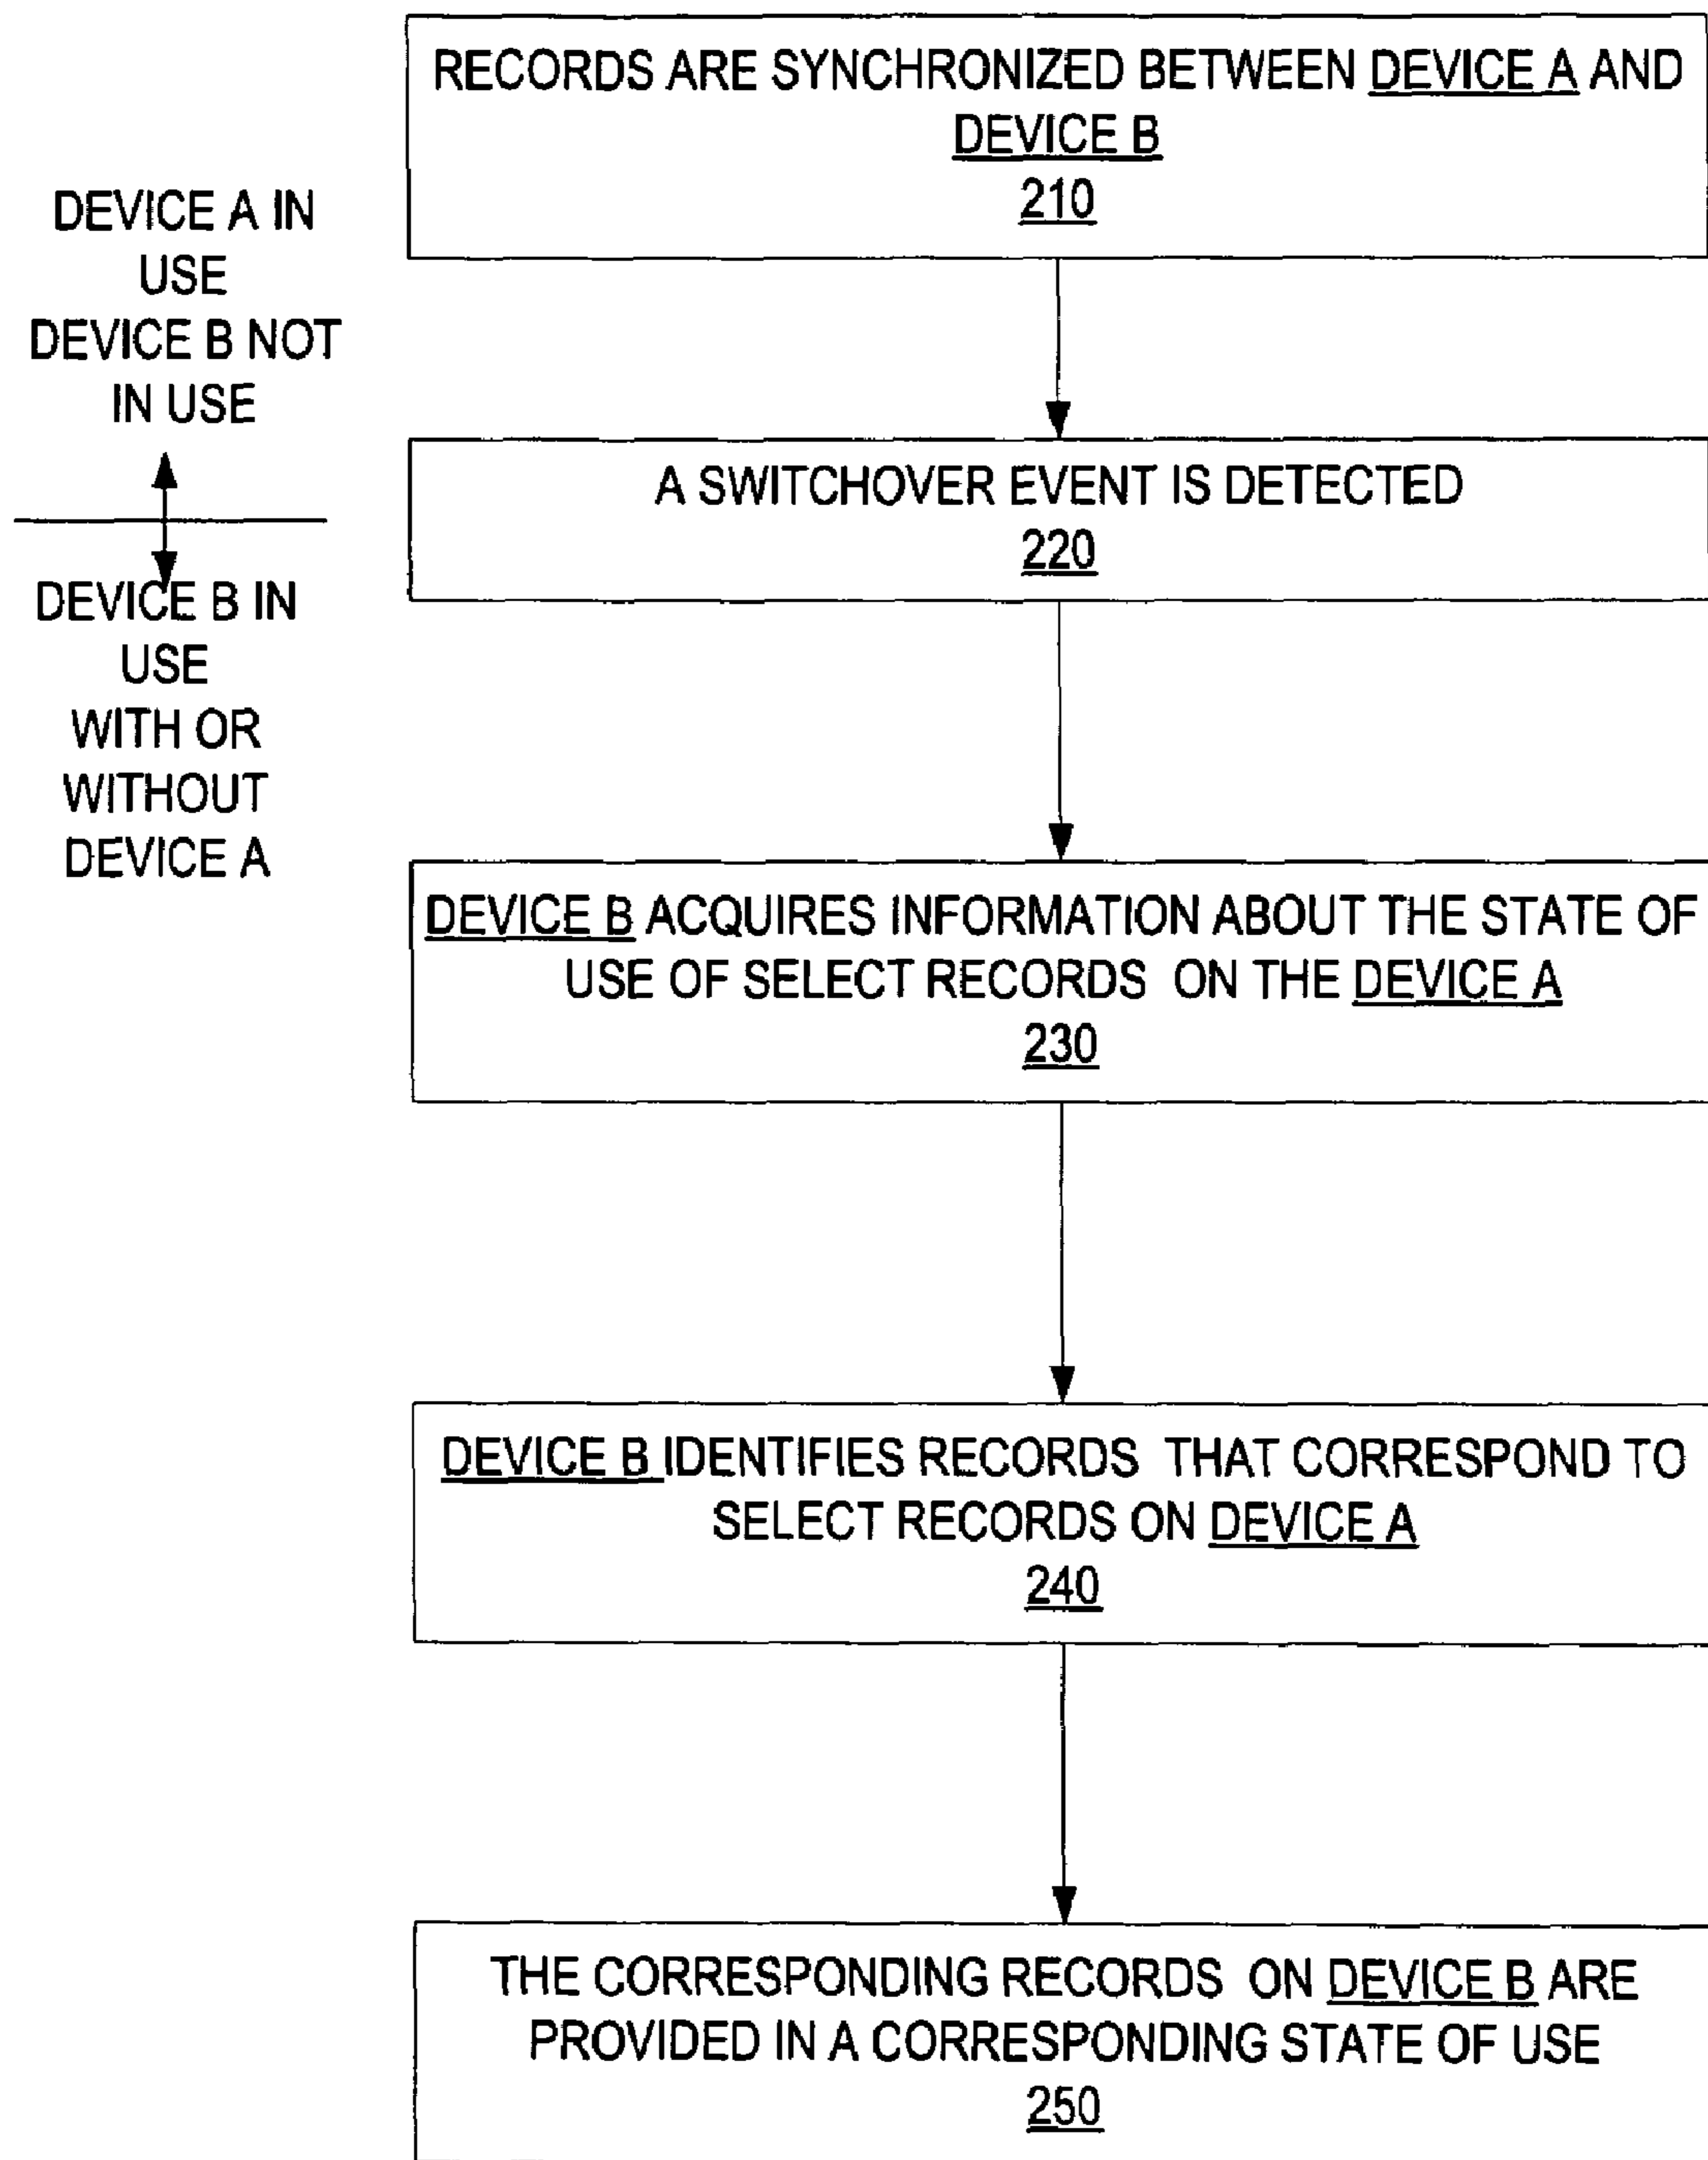 RECORDS ARE SYNCHRONIZED BETWEEN DEVICE A AND
DEVICE B
210
DEVICE A IN
USE
DEVICE B NOT
IN USE
A SWITCHOVER EVENT IS DETECTED
220
DEVICE B IN
USE
WITH OR
WITHOUT
DEVICE A
DEVICE B ACQUIRES INFORMATION ABOUT THE STATE OF
USE OF SELECT RECORDS ON THE DEVICE A
230
DEVICE B IDENTIFIES RECORDS THAT CORRESPOND TO
SELECT RECORDS ON DEVICE A
240
THE CORRESPONDING RECORDS ON DEVICE B ARE
PROVIDED IN A CORRESPONDING STATE OF USE
250